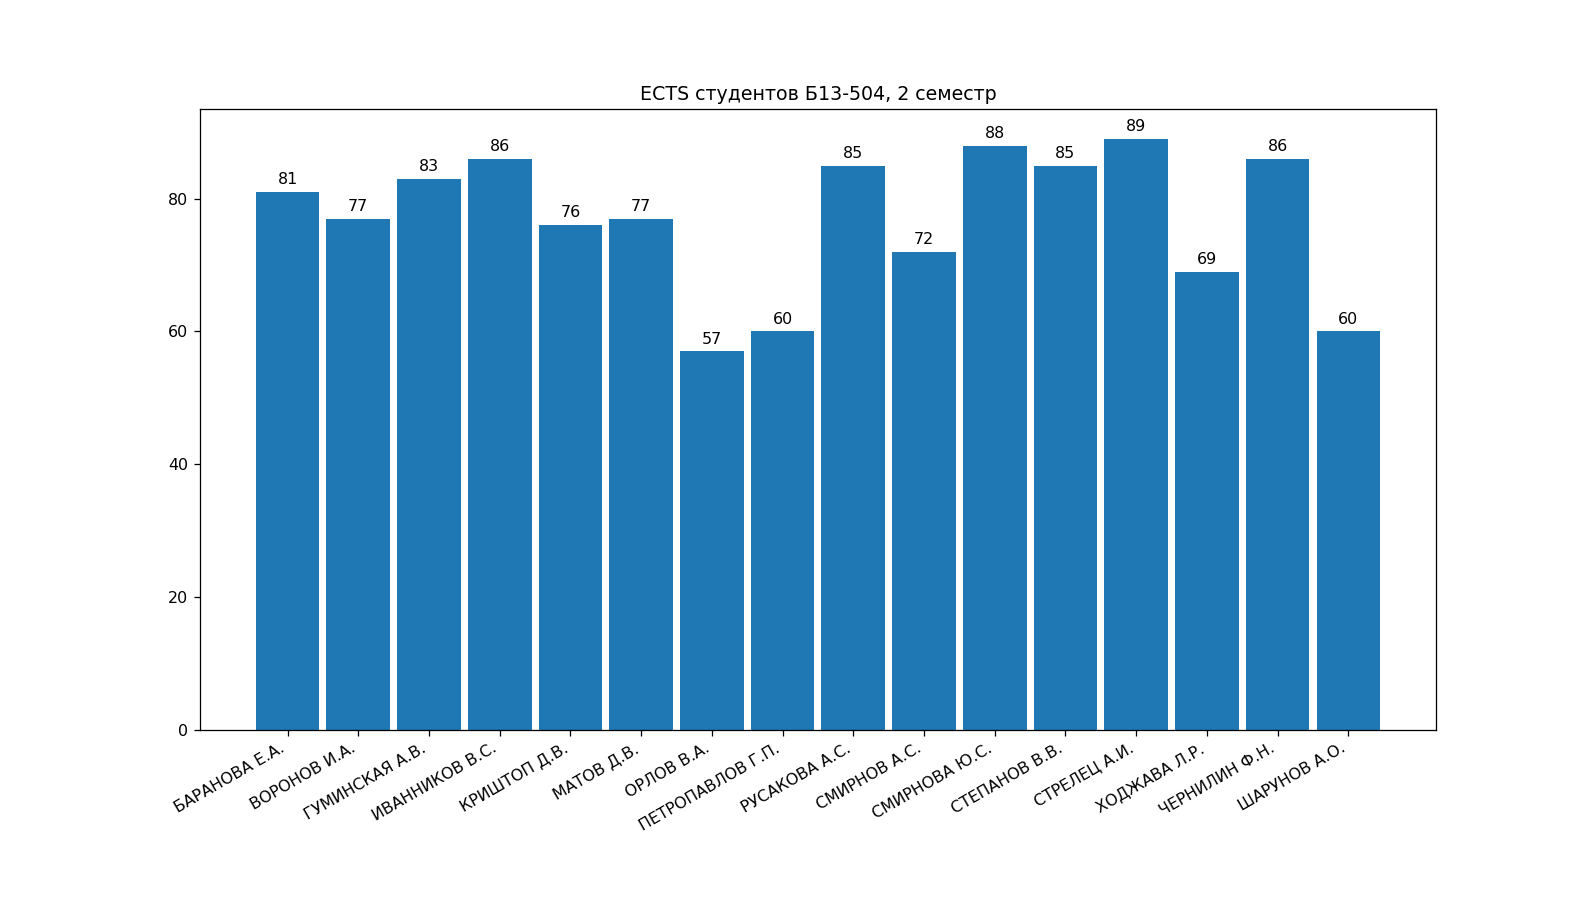 ECTS студентов Б13-504, 2 семестр
81
77
83
86
76
77
57
60
85
72
88
85
89
69
86
60
80
60
40
20
0
БАРАНОВА Е.А.
ВОРОНОВ И.А.
ГУМИНСКАЯ А.В.
ИВАННИКОВ В.С.
КРИШТОП Д.В.
МАТОВ Д.В.
ОРЛОВ В.А.
ПЕТРОПАВЛОВ Г.П.
РУСАКОВА А.С.
СМИРНОВ А.С.
СМИРНОВА Ю.С.
СТЕПАНОВ В.В.
СТРЕЛЕЦ А.И.
ХОДЖАВА Л.Р.
ЧЕРНИЛИН Ф.Н.
ШАРУНОВ А.О.